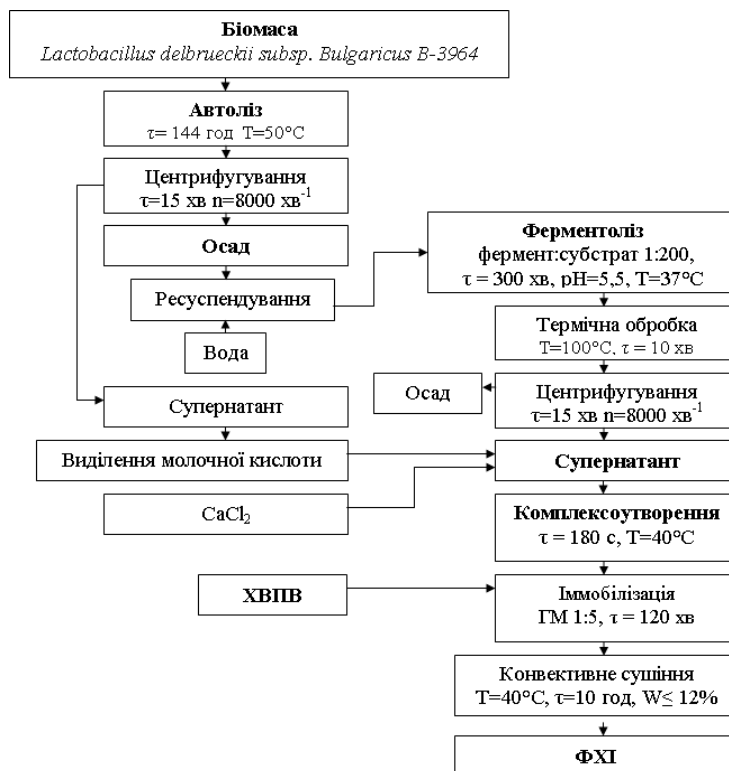 Біомаса
Lactobacillus delbrueckii subsp. Bulgaricus B-3964
Автоліз
τ= 144 год T=50°C
Центрифугування
τ=15 хв n=8000 хв⁻¹
Осад
Ресуспендування
Вода
Супернатант
Виділення молочної кислоти
CaCl₂
ХВПВ
Ферментоліз
фермент:субстрат 1:200,
τ = 300 хв, pH=5,5, T=37°C
Термічна обробка
T=100°C, τ = 10 хв
Осад
Центрифугування
τ=15 хв n=8000 хв⁻¹
Супернатант
Комплексоутворення
τ = 180 с, T=40°C
Іммобілізація
ГМ 1:5, τ = 120 хв
Конвективне сушіння
T=40°C, τ=10 год, W≤ 12%
ФХІ